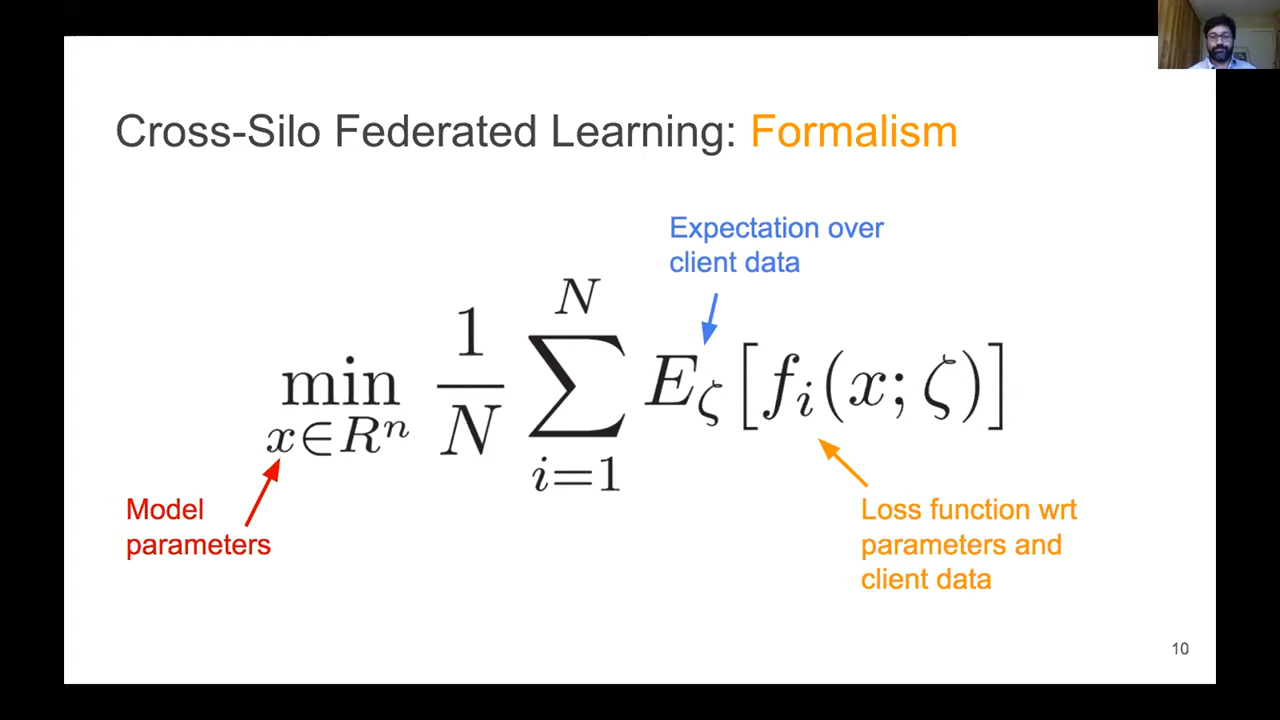 Cross-Silo Federated Learning: Formalism
Expectation over
client data
N
min 1/N ∑ E_ζ [f_i(x; ζ)]
x∈R^n
i=1
Model
parameters
Loss function wrt
parameters and
client data
10